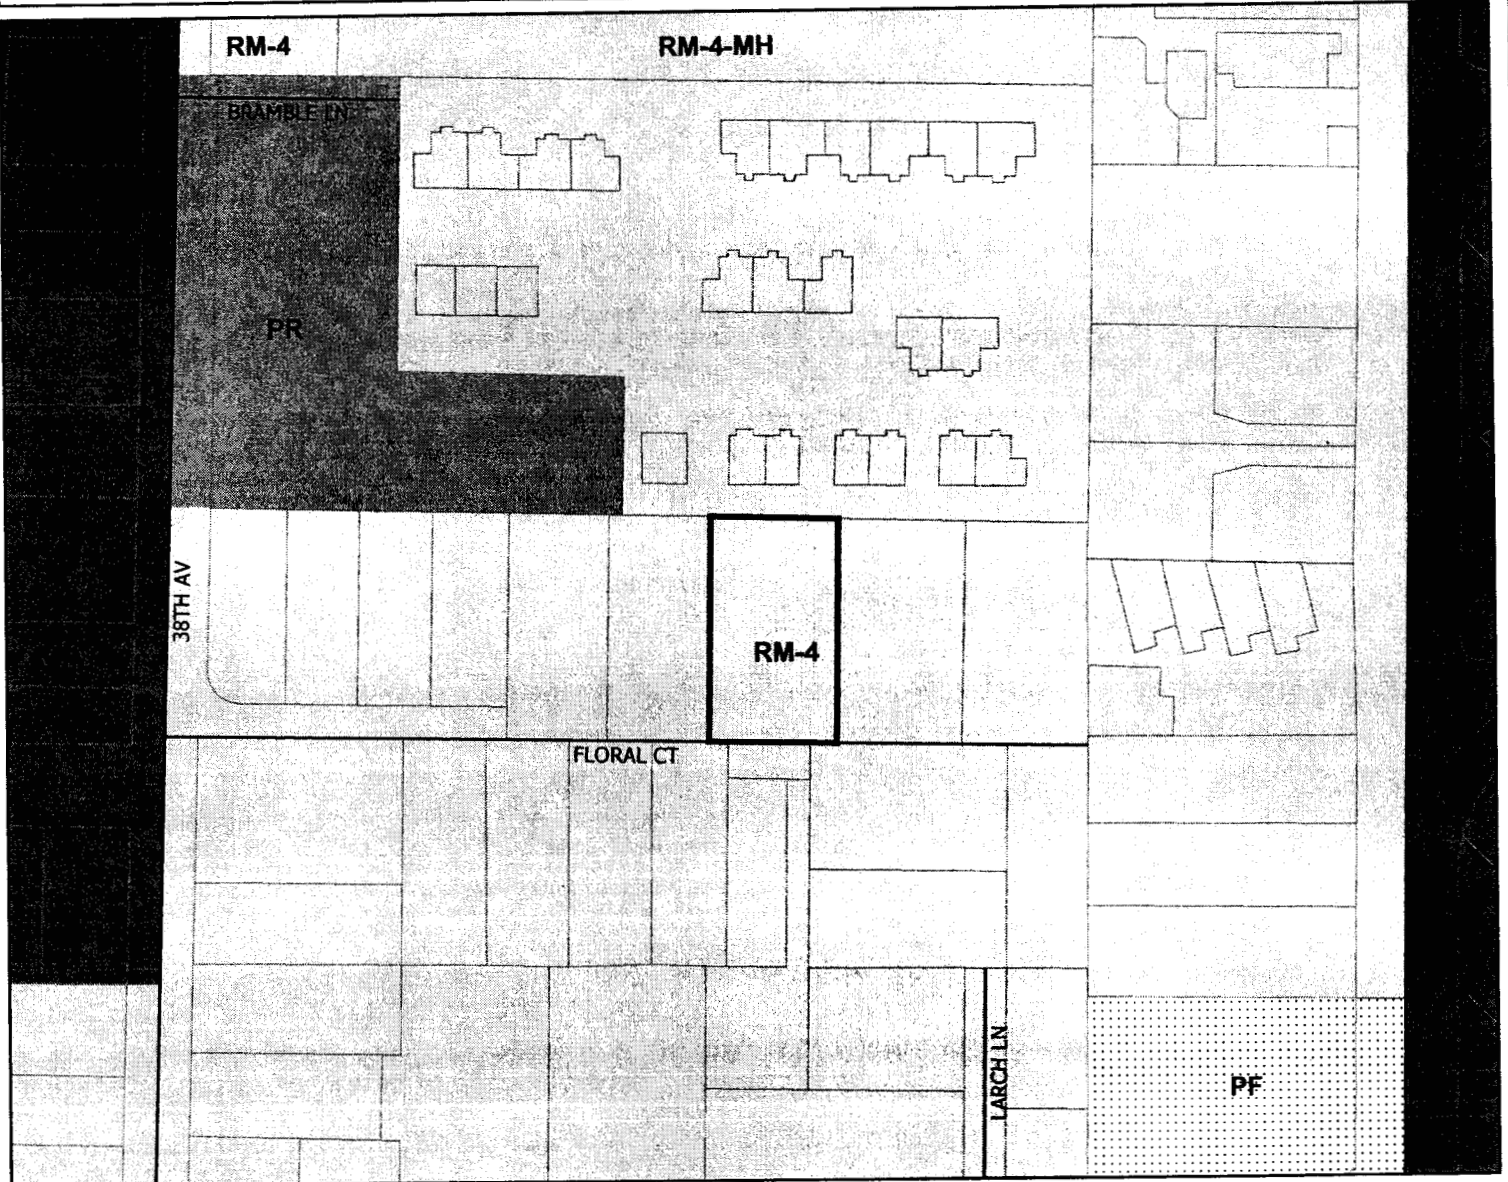 RM-4
RM-4-MH
BRAMBLE LN
PR
38TH AV
RM-4
FLORAL CT
LARCH LN
PF